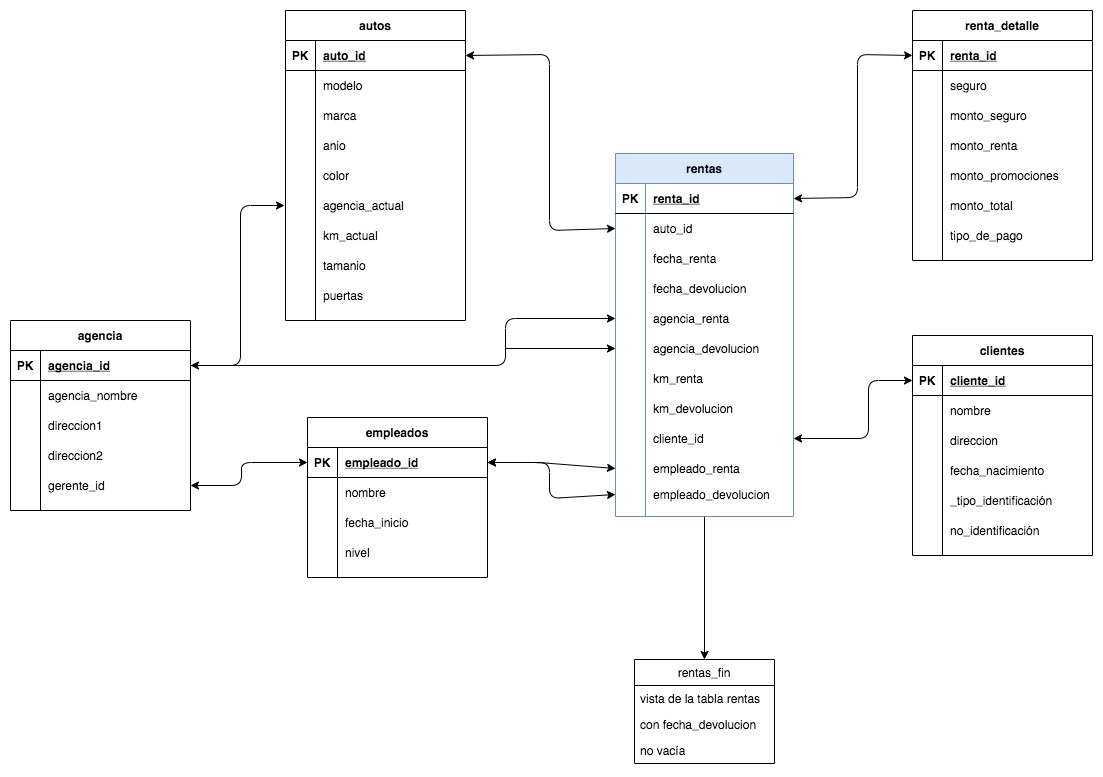 autos
PK auto_id
modelo
marca
anio
color
agencia_actual
km_actual
tamanio
puertas
renta_detalle
PK renta_id
seguro
monto_seguro
monto_renta
monto_promociones
monto_total
tipo_de_pago
rentas
PK renta_id
auto_id
fecha_renta
fecha_devolucion
agencia_renta
agencia_devolucion
km_renta
km_devolucion
cliente_id
empleado_renta
empleado_devolucion
agencia
PK agencia_id
agencia_nombre
direccion1
direccion2
gerente_id
empleados
PK empleado_id
nombre
fecha_inicio
nivel
clientes
PK cliente_id
nombre
direccion
fecha_nacimiento
_tipo_identificación
no_identificación
rentas_fin
vista de la tabla rentas
con fecha_devolucion
no vacía